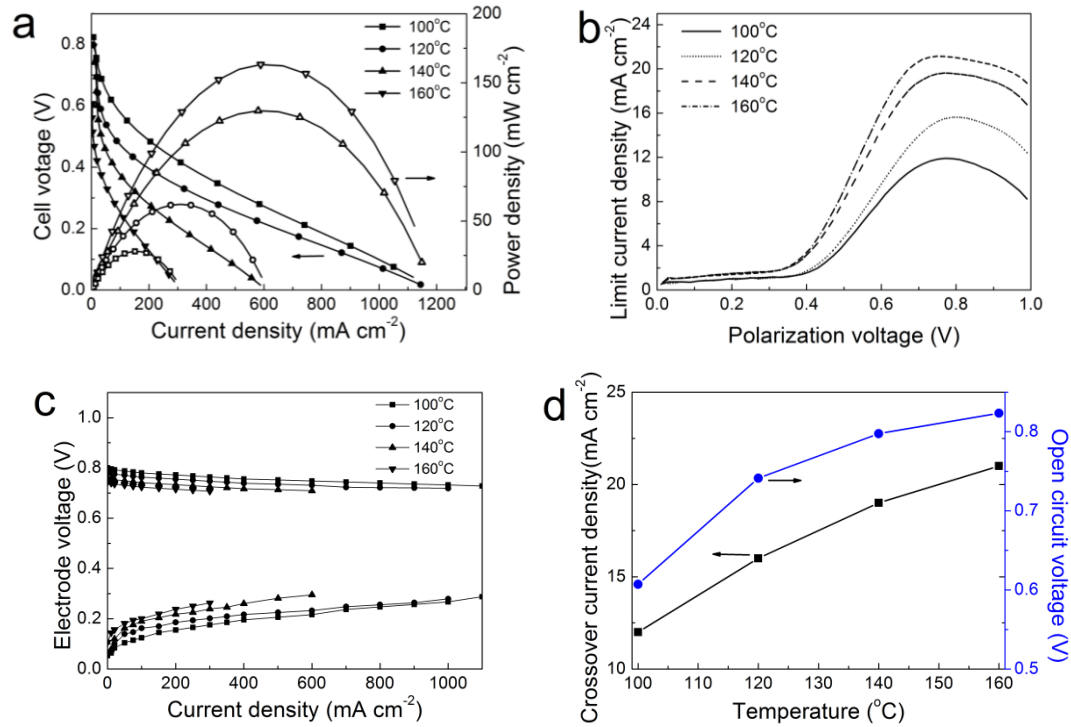 a
Cell votage (V)
0.8
0.6
0.4
0.2
0.0
0 200 400 600 800 1000 1200
Current density (mA cm-2)
100°C
120°C
140°C
160°C
200
150
100
50
0
Power density (mW cm-2)
b
Limit current density (mA cm-2)
24
20
16
12
8
4
0
0.0 0.2 0.4 0.6 0.8 1.0
Polarization voltage (V)
100°C
120°C
140°C
160°C
c
Electrode voltage (V)
1.0
0.8
0.6
0.4
0.2
0.0
0 200 400 600 800 1000
Current density (mA cm-2)
100°C
120°C
140°C
160°C
d
Crossover current density(mA cm-2)
25
20
15
10
100 110 120 130 140 150 160
Temperature (°C)
0.8
0.7
0.6
0.5
Open circuit voltage (V)